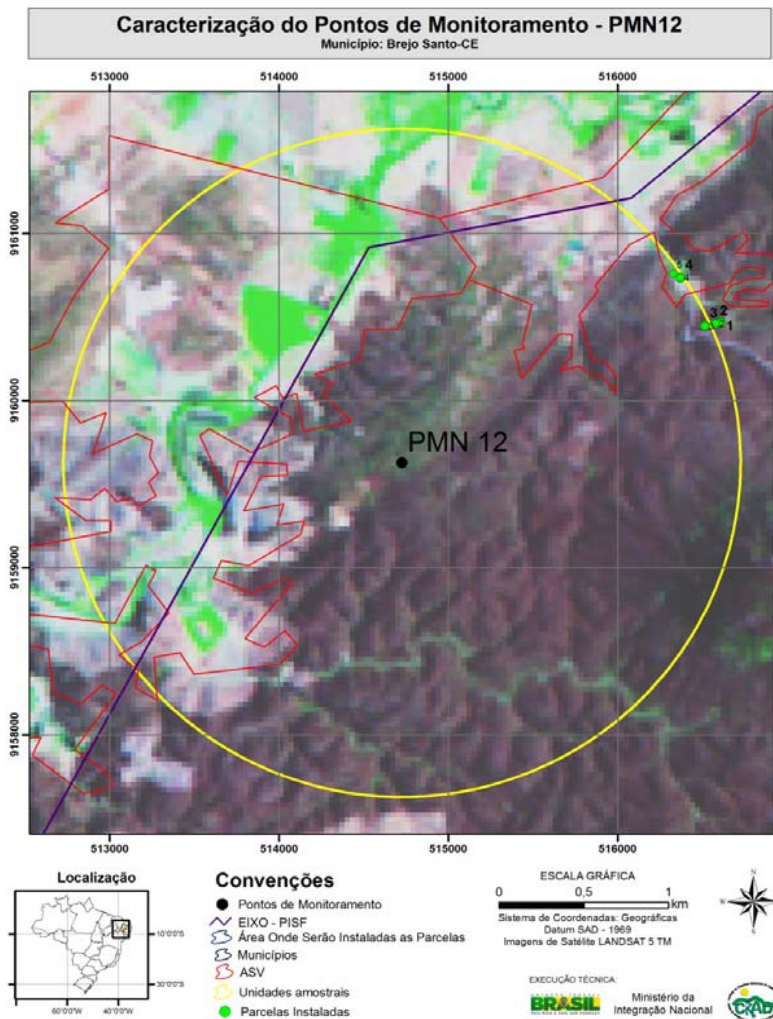 Caracterização do Pontos de Monitoramento - PMN12
Município: Brejo Santo-CE
513000 514000 515000 516000
9161000
9160000
9159000
9158000
4
3 2
1
PMN 12
513000 514000 515000 516000
Localização
10°0'0"S
30°0'0"S
60°0'0"W 40°0'0"W
Convenções
Pontos de Monitoramento
EIXO - PISF
Área Onde Serão Instaladas as Parcelas
Municípios
ASV
Unidades amostrais
Parcelas Instaladas
ESCALA GRÁFICA
0 0,5 1
km
Sistema de Coordenadas: Geográficas
Datum SAD - 1969
Imagens de Satélite LANDSAT 5 TM
N
S
EXECUÇÃO TÉCNICA:
BRASIL
Ministério da
Integração Nacional
CRAD